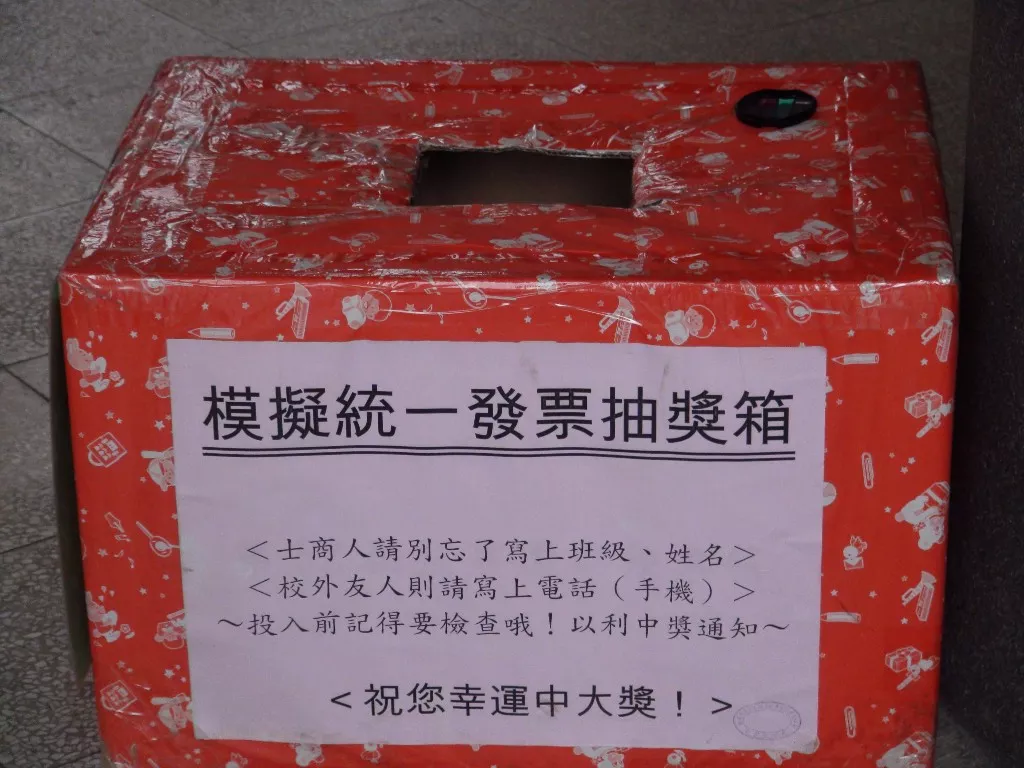 模擬統一發票抽獎箱
＜士商人請別忘了寫上班級、姓名＞
＜校外友人則請寫上電話（手機）＞
～投入前記得要檢查哦！以利中獎通知～
＜祝您幸運中大獎！＞